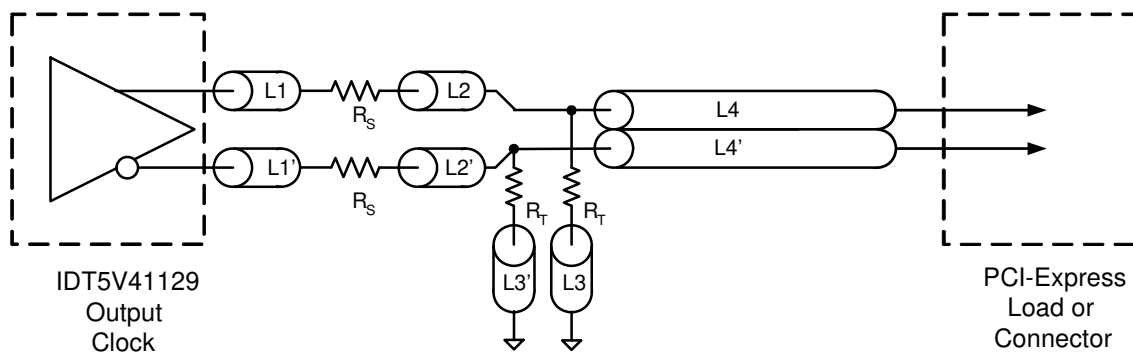 L1
R_S
L2
L4
L1'
R_S
L2'
L4'
R_T
R_T
L3'
L3
IDT5V41129
Output
Clock
PCI-Express
Load or
Connector